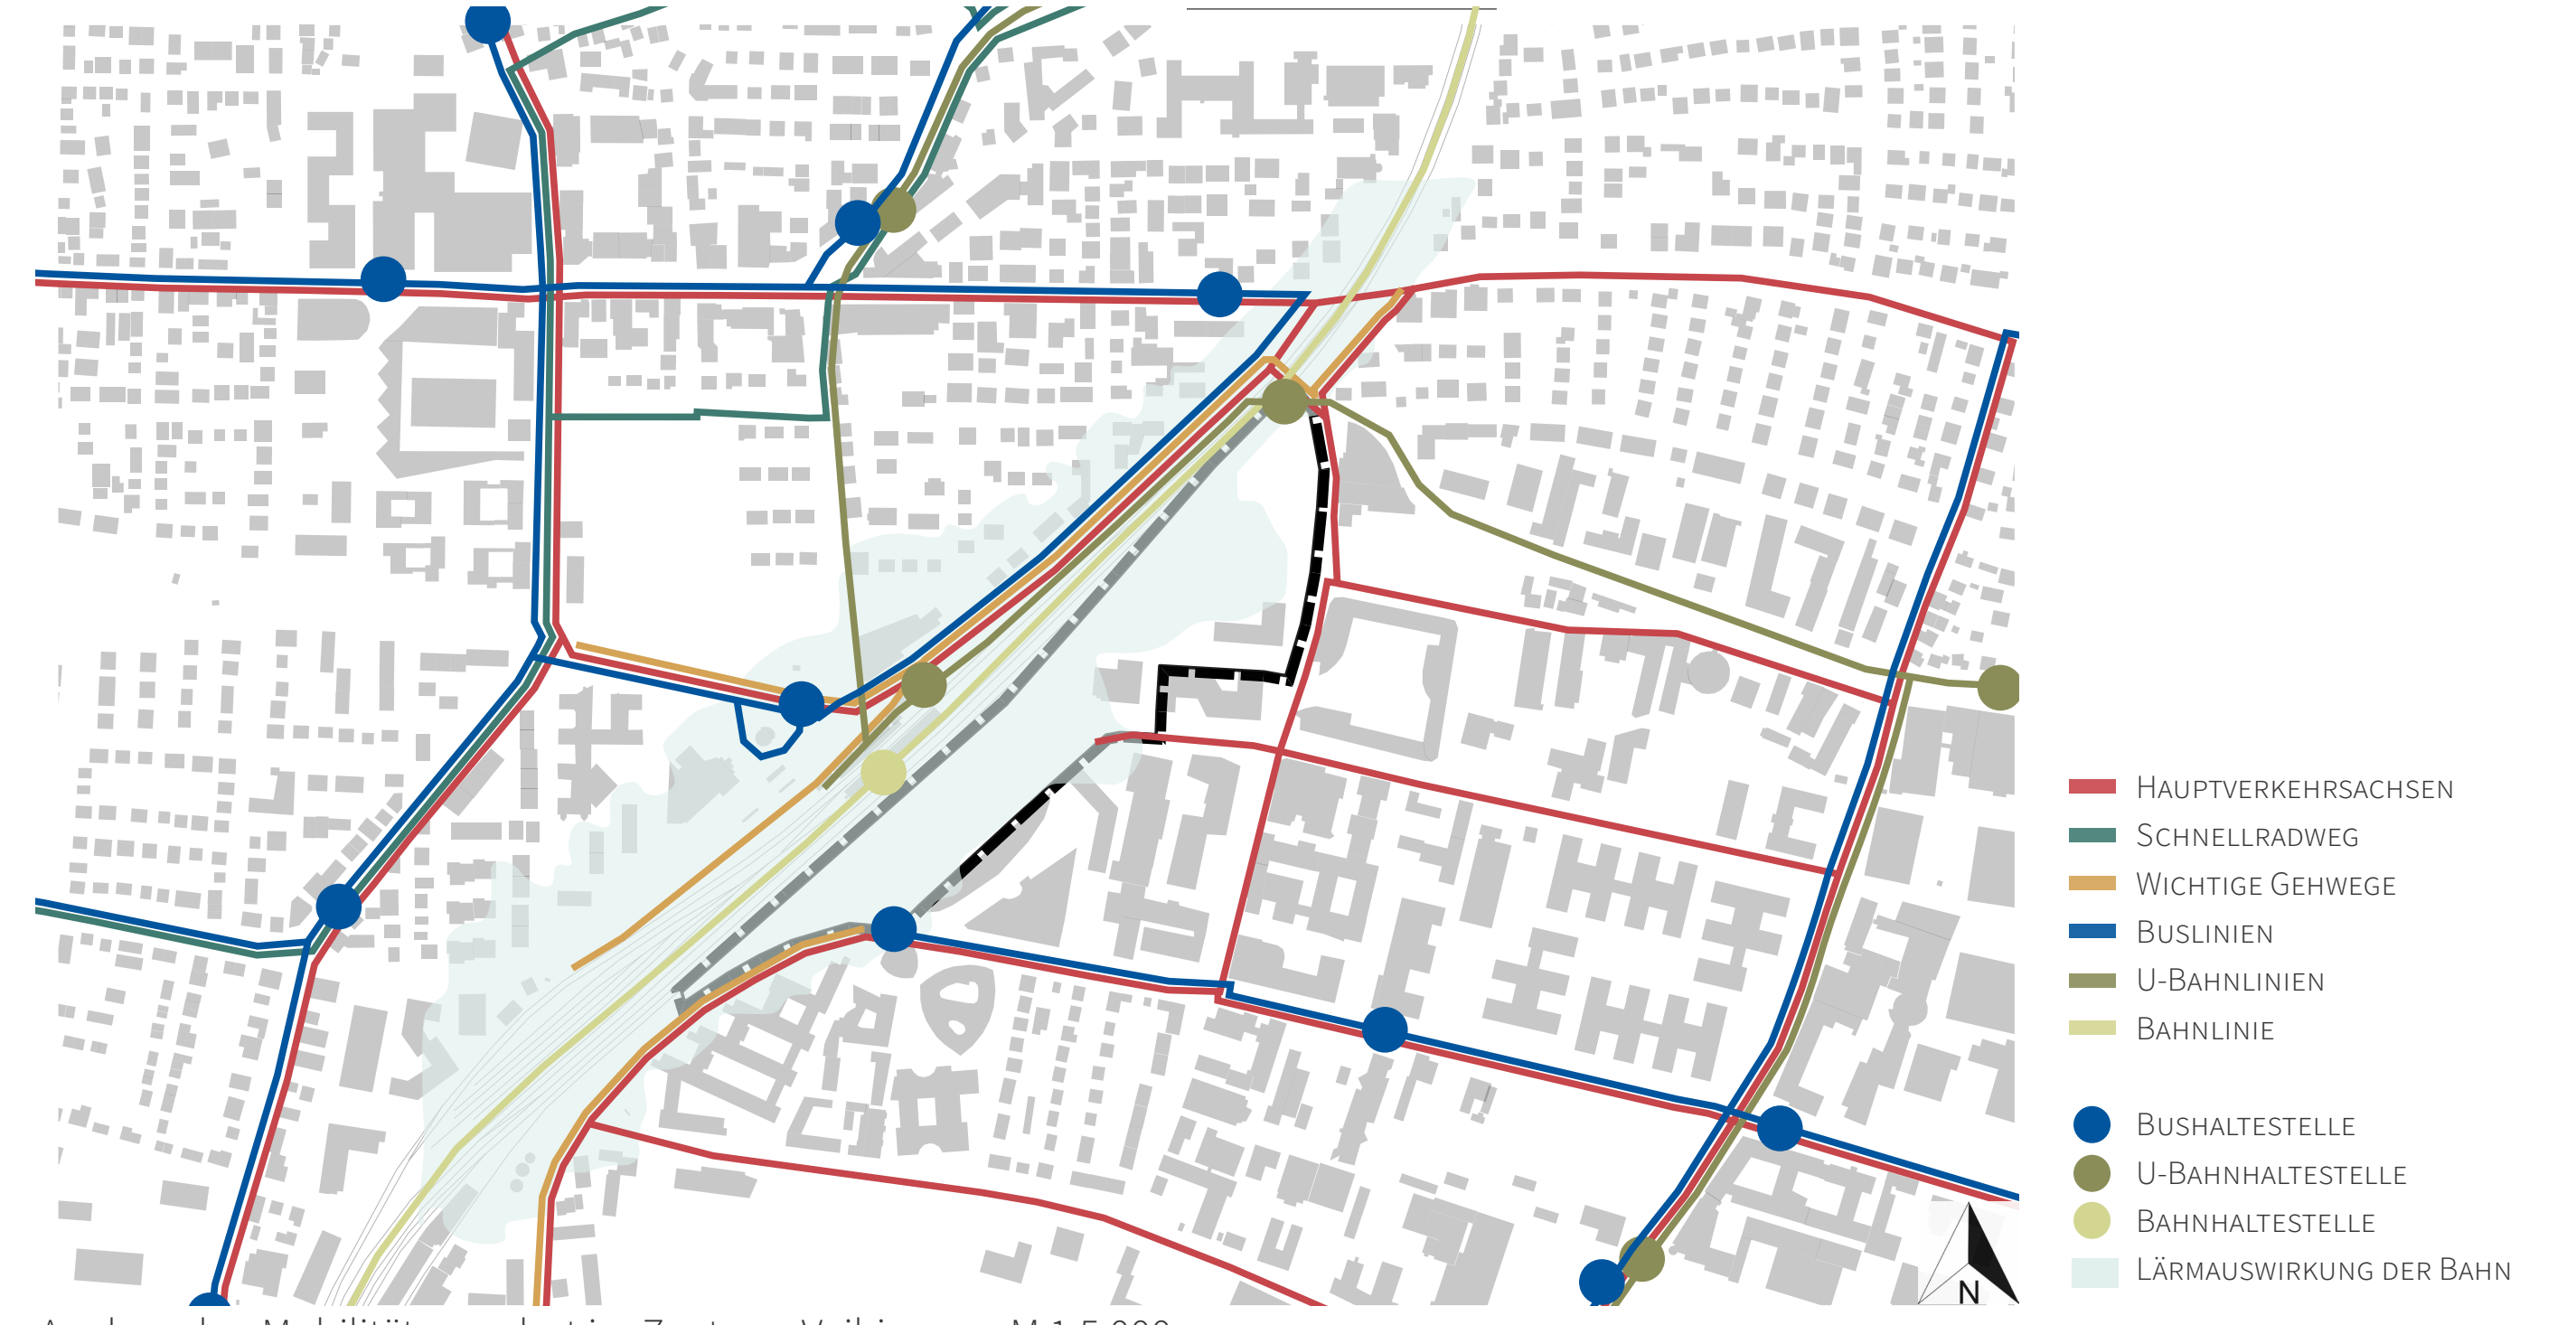 Hauptverkehrsachsen
Schnellradweg
Wichtige Gehwege
Buslinien
U-Bahnlinien
Bahnlinie
Bushaltestelle
U-Bahnhaltestelle
Bahnhaltestelle
Lärmauswirkung der Bahn
N